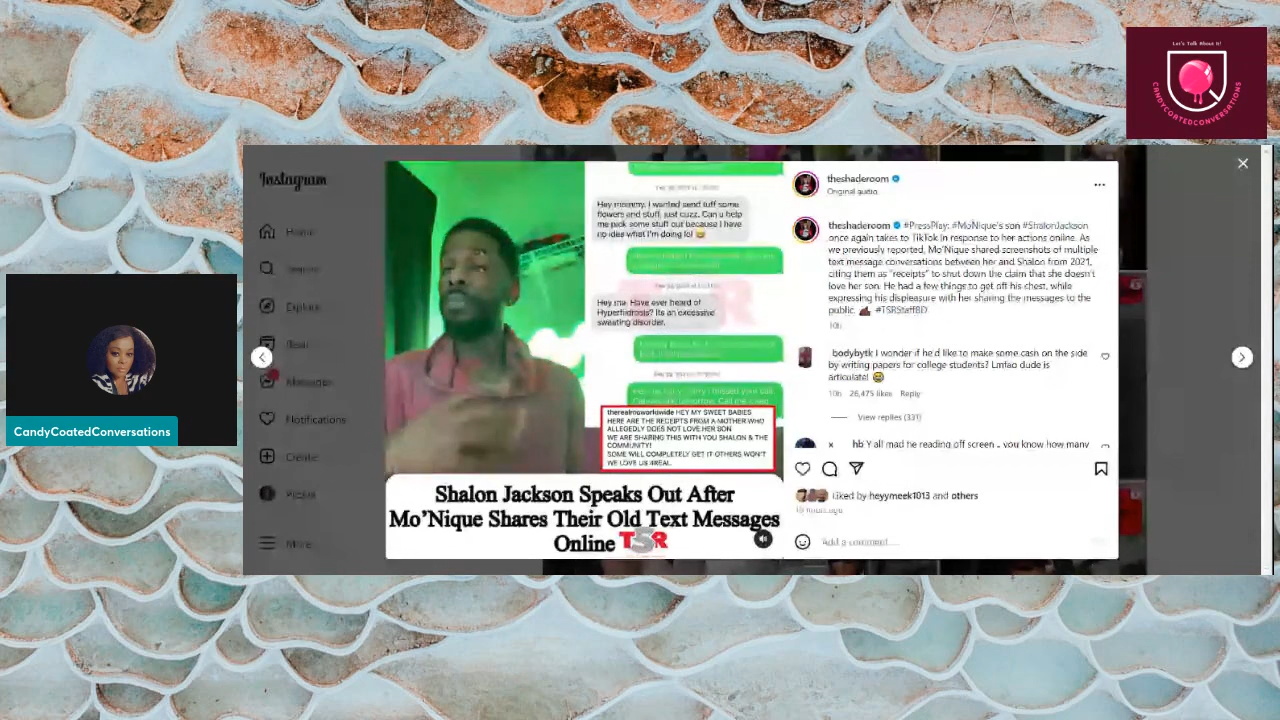 Let's Talk About It!
CANDYCOATEDCONVERSATIONS
CandyCoatedConversations
Instagram
Home
Explore
Messages
Notifications
Create
More
Hey mommy. I wanted send tuff some
flowers and stuff, just cuzz. Can u help
me pick some stuff out because I have
no idea what I'm doing lol 😅
Hey ma. Have ever heard of
Hyperhidrosis? Its an excessive
sweating disorder.
therealmoworldwide HEY MY SWEET BABIES
HERE ARE THE RECEIPTS FROM A MOTHER WHO
ALLEGEDLY DOES NOT LOVE HER SON
WE ARE SHARING THIS WITH YOU SHALON & THE
COMMUNITY!
SOME WILL COMPLETELY GET IT OTHERS WON'T
WE LOVE US 4REAL.
Shalon Jackson Speaks Out After
Mo'Nique Shares Their Old Text Messages
Online TSR
theshaderoom
Original audio
theshaderoom #PressPlay: #Mo'Nique's son #ShalonJackson
once again takes to TikTok in response to her actions online. As
we previously reported, Mo'Nique shared screenshots of multiple
text message conversations between her and Shalon from 2021,
citing them as "receipts" to shut down the claim that she doesn't
love her son. He had a few things to get off his chest, while
expressing his displeasure with her sharing the messages to the
public. #TSRStaffBD
10h
bodybytk I wonder if he'd like to make some cash on the side
by writing papers for college students? Lmfao dude is
articulate! 😂
10h 26,475 likes Reply
View replies (331)
hb Y'all mad he reading off screen .. you know how many
Liked by heyymeek1013 and others
Add a comment...